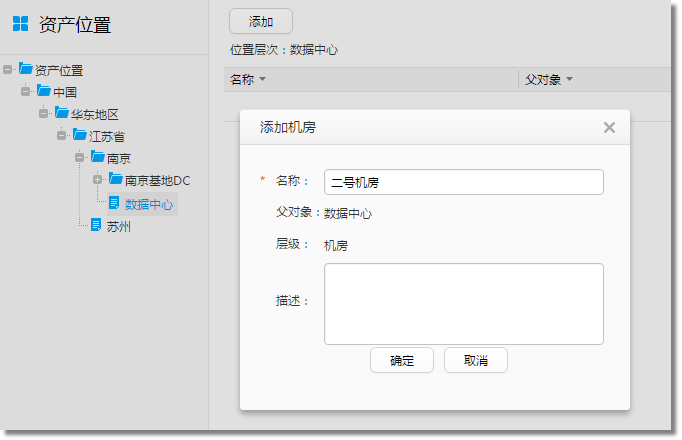 资产位置
资产位置
中国
华东地区
江苏省
南京
南京基地DC
数据中心
苏州
添加
位置层次：数据中心
名称 父对象
添加机房
* 名称： 二号机房
父对象：数据中心
层级： 机房
描述：
确定 取消